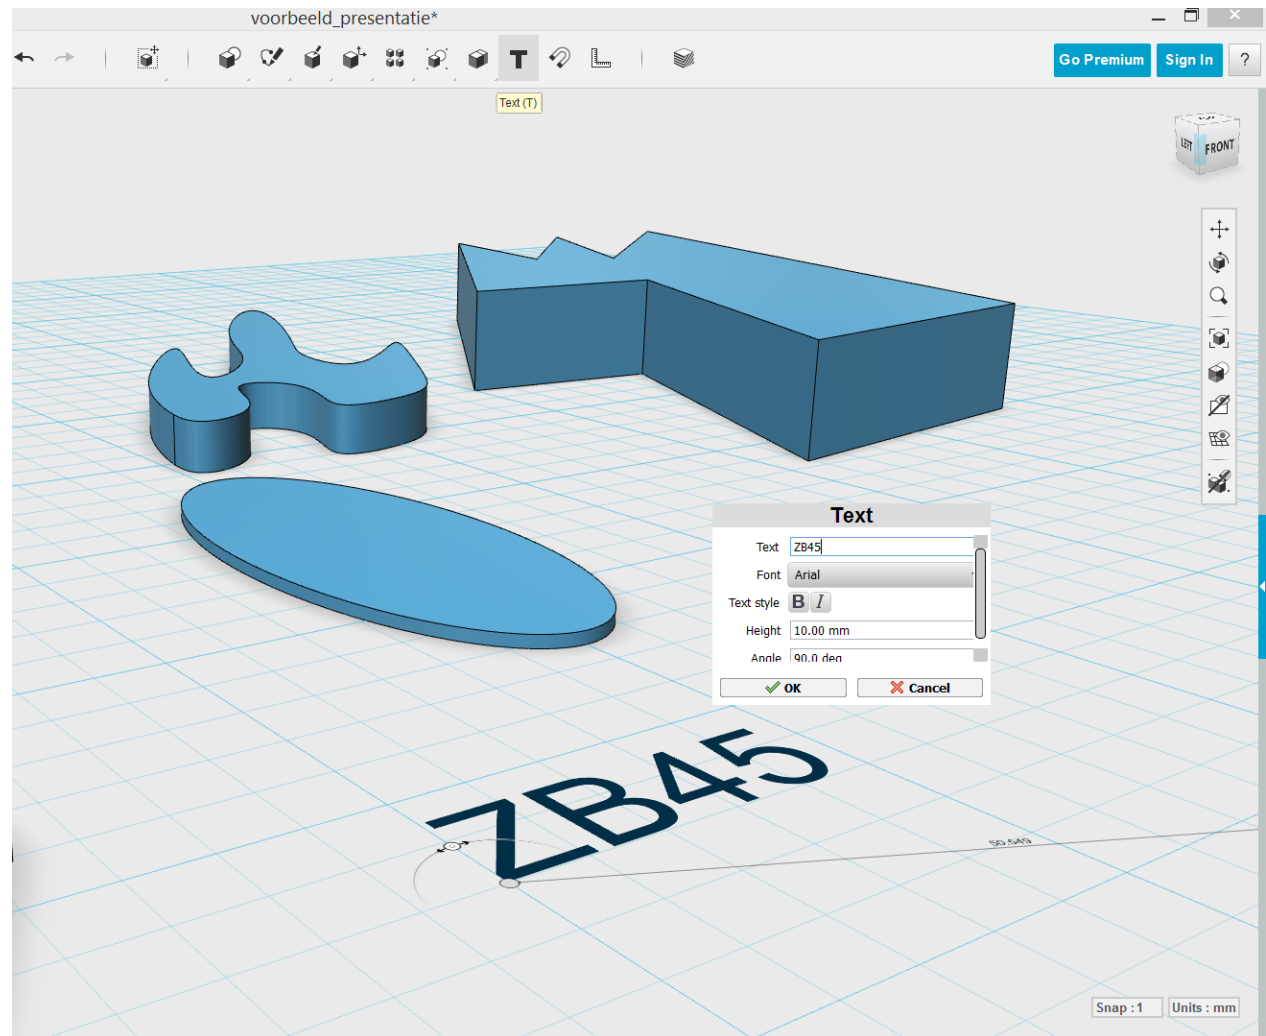 voorbeeld_presentatie*
Go Premium
Sign In
?
Text (T)
LEFT
FRONT
Text
Text ZB45
Font Arial
Text style B I
Height 10.00 mm
Angle 90.0 deg
OK
Cancel
ZB45
50.549
Snap : 1
Units : mm